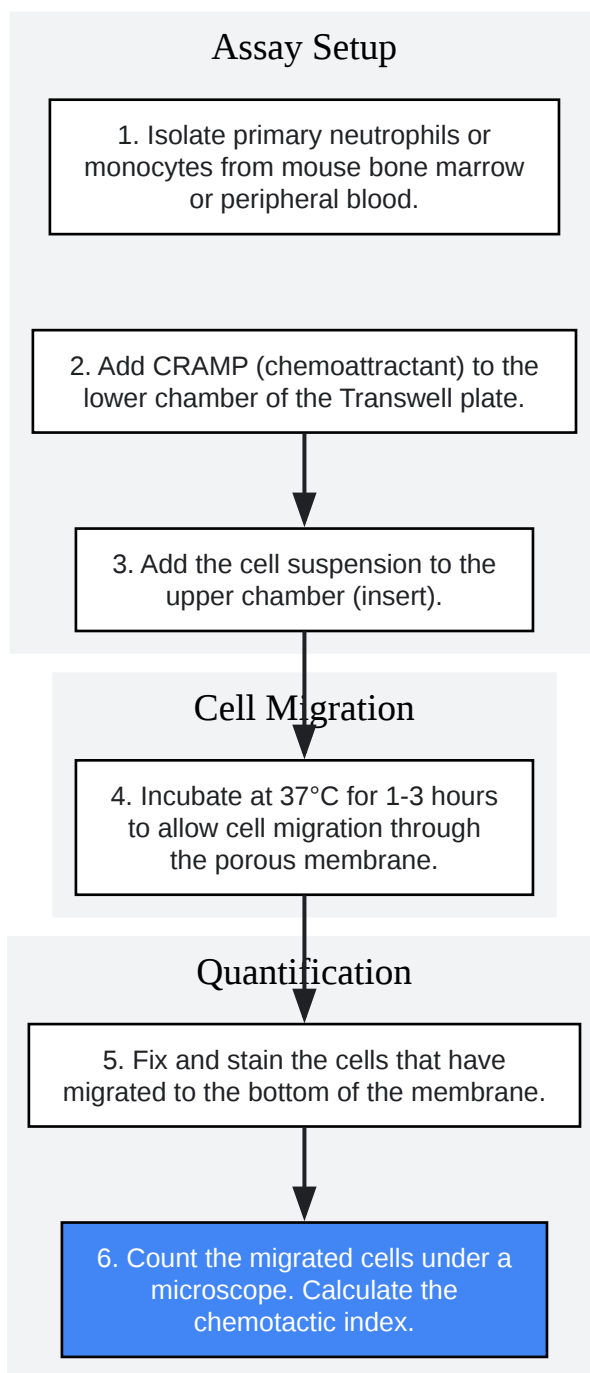 Assay Setup
1. Isolate primary neutrophils or
monocytes from mouse bone marrow
or peripheral blood.
2. Add CRAMP (chemoattractant) to the
lower chamber of the Transwell plate.
3. Add the cell suspension to the
upper chamber (insert).
Cell Migration
4. Incubate at 37°C for 1-3 hours
to allow cell migration through
the porous membrane.
Quantification
5. Fix and stain the cells that have
migrated to the bottom of the membrane.
6. Count the migrated cells under a
microscope. Calculate the
chemotactic index.